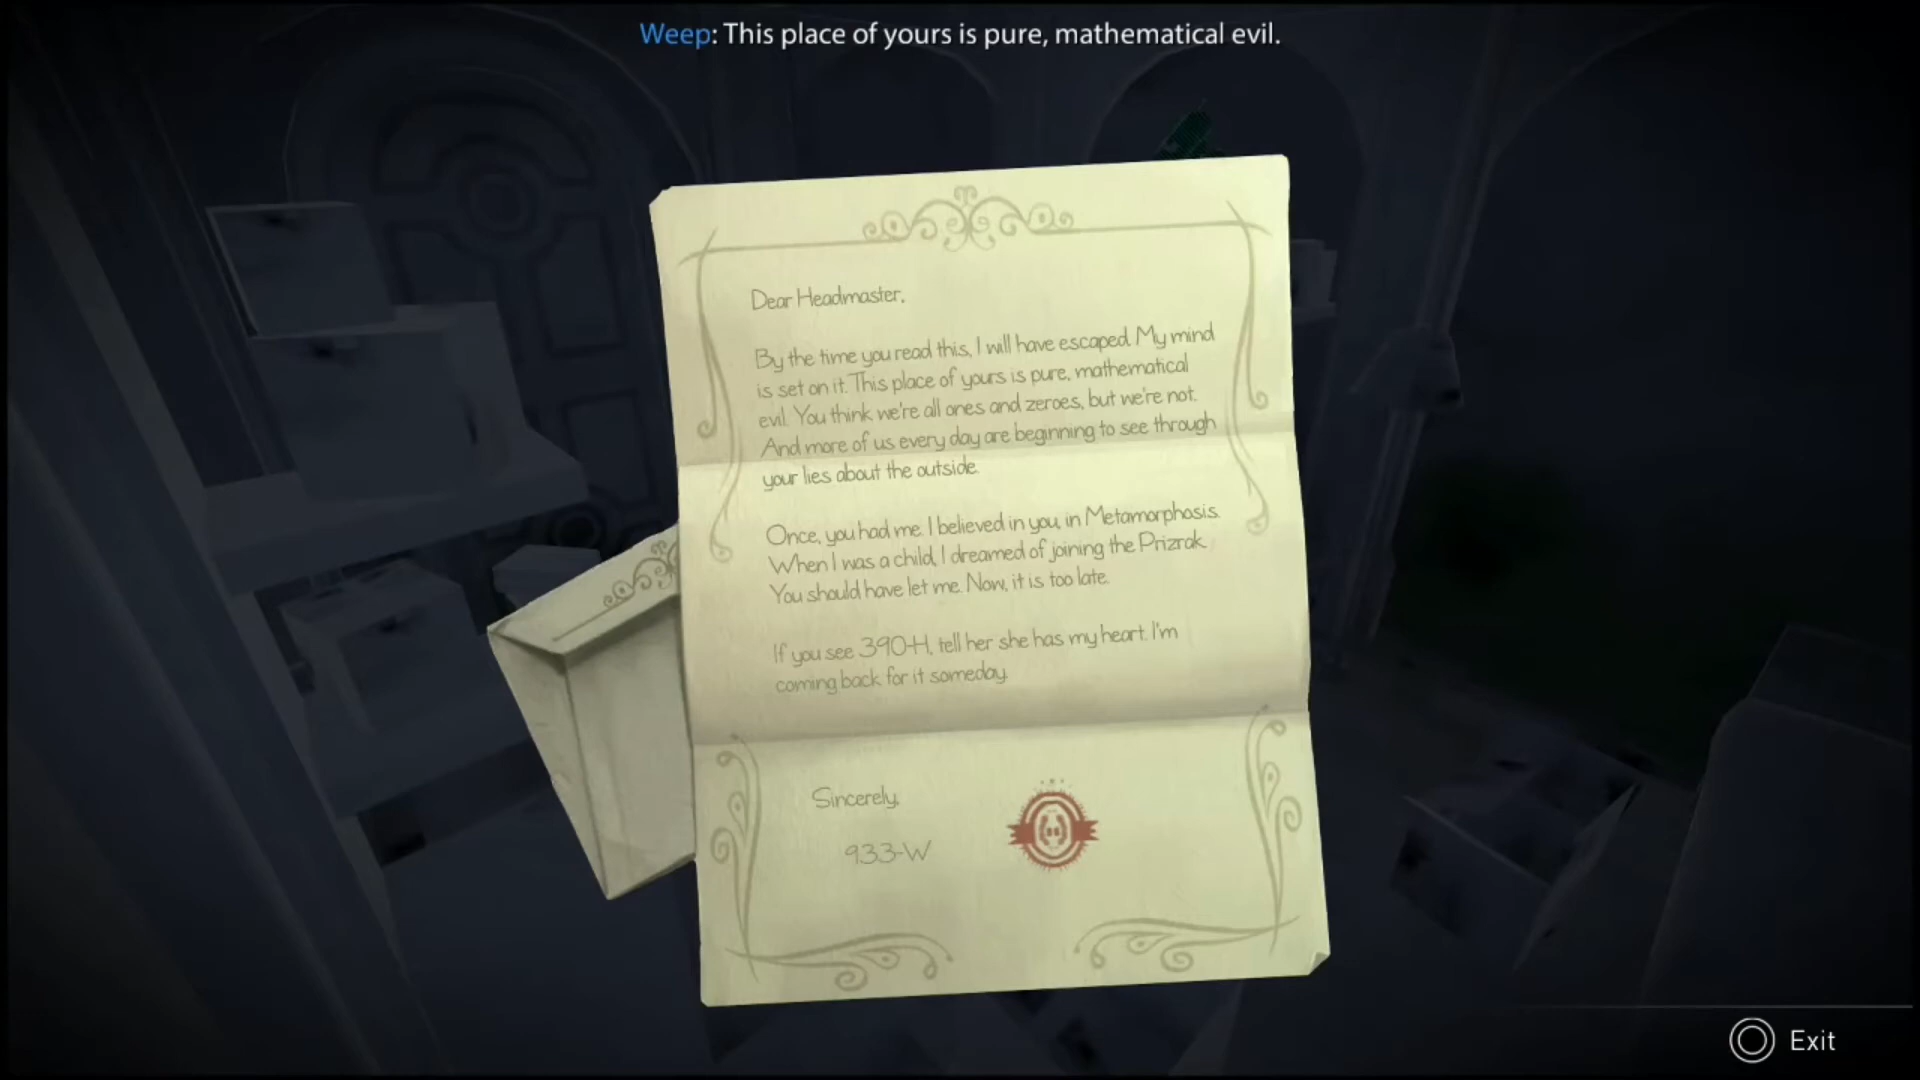 Weep: This place of yours is pure, mathematical evil.
Dear Headmaster,
By the time you read this, I will have escaped. My mind
is set on it. This place of yours is pure, mathematical
evil. You think we're all ones and zeroes, but we're not.
And more of us every day are beginning to see through
your lies about the outside.
Once, you had me. I believed in you, in Metamorphosis.
When I was a child, I dreamed of joining the Prizrak.
You should have let me. Now, it is too late.
If you see 390-H, tell her she has my heart. I'm
coming back for it someday.
Sincerely,
933-W
Exit